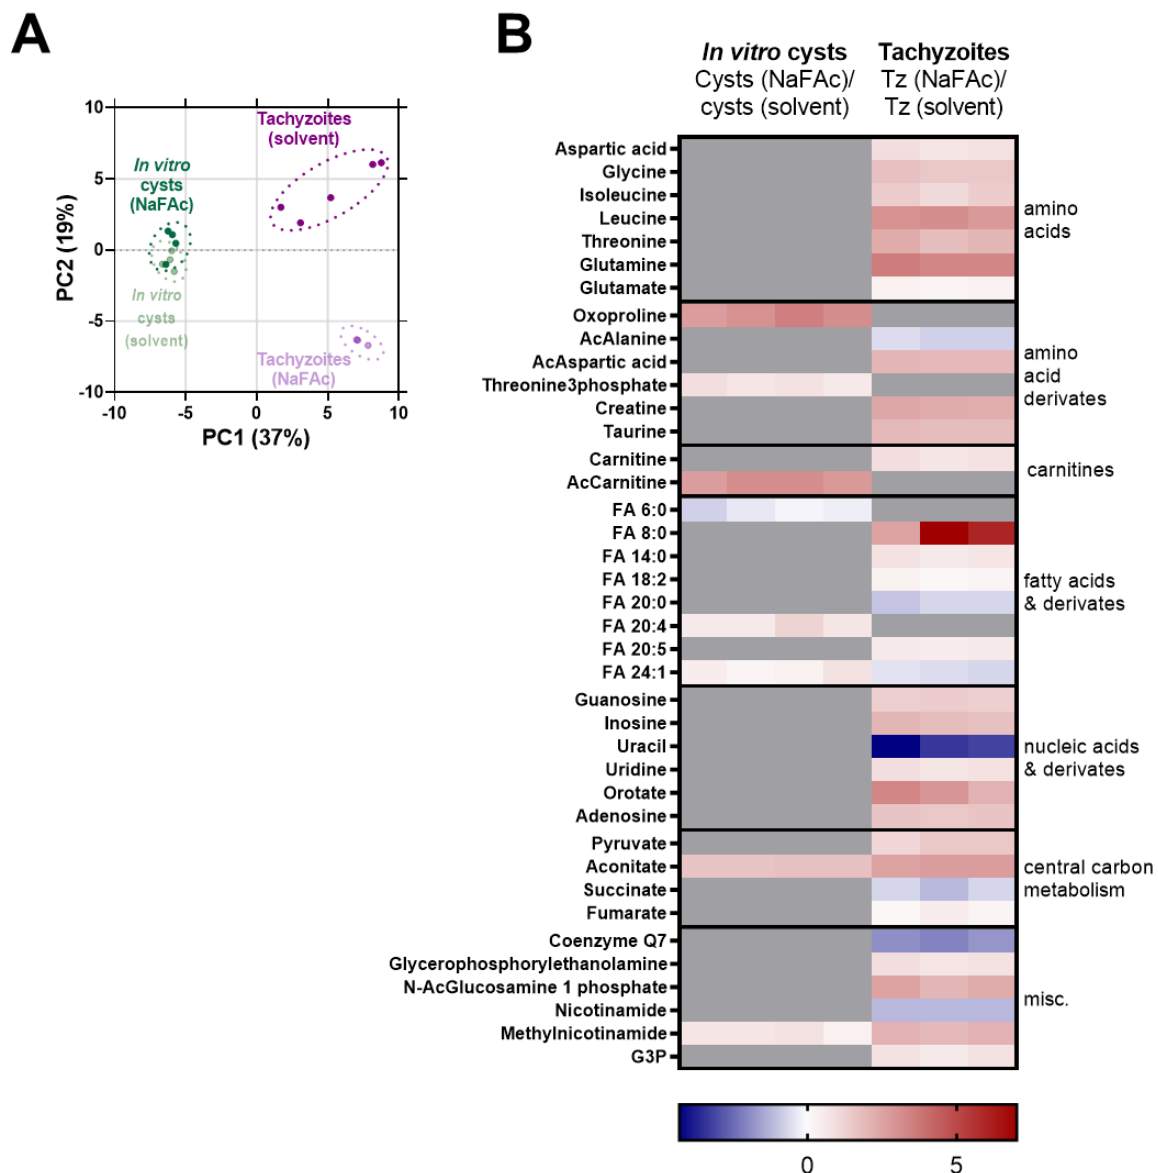 A
B
In vitro cysts
Cysts (NaFAc)/
cysts (solvent)
Tachyzoites
Tz (NaFAc)/
Tz (solvent)
10
5
0
-5
-10
-10
-5
0
5
10
PC2 (19%)
PC1 (37%)
Tachyzoites
(solvent)
In vitro
cysts
(NaFAc)
In vitro
cysts
(solvent)
Tachyzoites
(NaFAc)
Aspartic acid
Glycine
Isoleucine
Leucine
Threonine
Glutamine
Glutamate
amino
acids
Oxoproline
AcAlanine
AcAspartic acid
Threonine3phosphate
Creatine
Taurine
amino
acid
derivates
Carnitine
AcCarnitine
carnitines
FA 6:0
FA 8:0
FA 14:0
FA 18:2
FA 20:0
FA 20:4
FA 20:5
FA 24:1
fatty acids
& derivates
Guanosine
Inosine
Uracil
Uridine
Orotate
Adenosine
nucleic acids
& derivates
Pyruvate
Aconitate
Succinate
Fumarate
central carbon
metabolism
Coenzyme Q7
Glycerophosphorylethanolamine
N-AcGlucosamine 1 phosphate
Nicotinamide
Methylnicotinamide
G3P
misc.
0
5